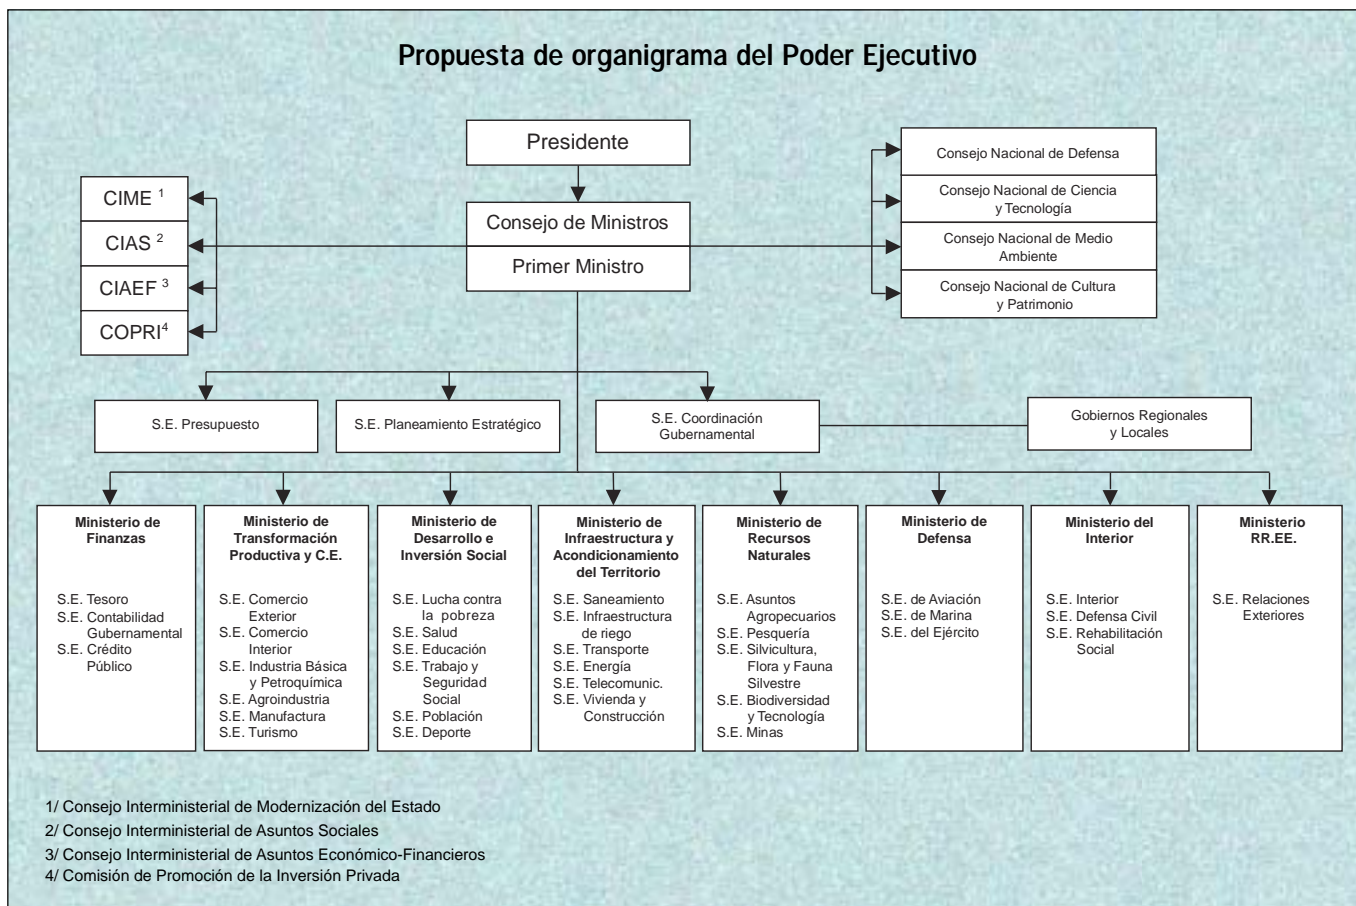 Propuesta de organigrama del Poder Ejecutivo
Presidente
Consejo de Ministros
Primer Ministro
CIME 1
CIAS 2
CIAEF 3
COPRI4
Consejo Nacional de Defensa
Consejo Nacional de Ciencia
y Tecnología
Consejo Nacional de Medio
Ambiente
Consejo Nacional de Cultura
y Patrimonio
S.E. Presupuesto
S.E. Planeamiento Estratégico
S.E. Coordinación
Gubernamental
Gobiernos Regionales
y Locales
Ministerio de
Finanzas
S.E. Tesoro
S.E. Contabilidad
Gubernamental
S.E. Crédito
Público
Ministerio de
Transformación
Productiva y C.E.
S.E. Comercio
Exterior
S.E. Comercio
Interior
S.E. Industria Básica
y Petroquímica
S.E. Agroindustria
S.E. Manufactura
S.E. Turismo
Ministerio de
Desarrollo e
Inversión Social
S.E. Lucha contra
la pobreza
S.E. Salud
S.E. Educación
S.E. Trabajo y
Seguridad
Social
S.E. Población
S.E. Deporte
Ministerio de
Infraestructura y
Acondicionamiento
del Territorio
S.E. Saneamiento
S.E. Infraestructura
de riego
S.E. Transporte
S.E. Energía
S.E. Telecomunic.
S.E. Vivienda y
Construcción
Ministerio de
Recursos
Naturales
S.E. Asuntos
Agropecuarios
S.E. Pesquería
S.E. Silvicultura,
Flora y Fauna
Silvestre
S.E. Biodiversidad
y Tecnología
S.E. Minas
Ministerio de
Defensa
S.E. de Aviación
S.E. de Marina
S.E. del Ejército
Ministerio del
Interior
S.E. Interior
S.E. Defensa Civil
S.E. Rehabilitación
Social
Ministerio
RR.EE.
S.E. Relaciones
Exteriores
1/ Consejo Interministerial de Modernización del Estado
2/ Consejo Interministerial de Asuntos Sociales
3/ Consejo Interministerial de Asuntos Económico-Financieros
4/ Comisión de Promoción de la Inversión Privada